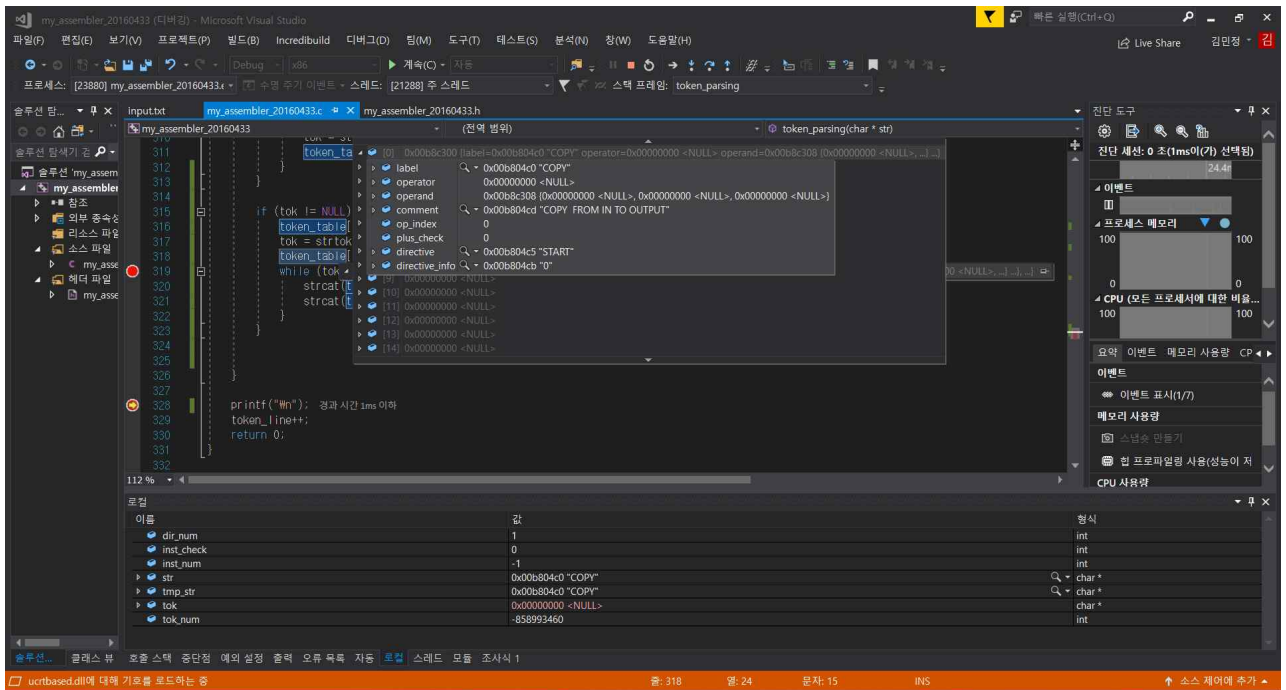 my_assembler_20160433 (디버깅) - Microsoft Visual Studio
빠른 실행(Ctrl+Q)
파일(F) 편집(E) 보기(V) 프로젝트(P) 빌드(B) Incredibuild 디버그(D) 팀(M) 도구(T) 테스트(S) 분석(N) 창(W) 도움말(H)
Live Share 김민정 김
Debug x86 계속(C) 자동
프로세스: [23880] my_assembler_20160433.e 수명 주기 이벤트 스레드: [21288] 주 스레드 스택 프레임: token_parsing
솔루션 탐...
input.txt my_assembler_20160433.c my_assembler_20160433.h
my_assembler_20160433 (전역 범위) token_parsing(char * str)
솔루션 탐색기 검
솔루션 'my_assem
my_assembler
참조
외부 종속성
리소스 파일
소스 파일
my_asse
헤더 파일
my_asse
310 tok = st
311 token_ta
312 }
313 }
314
315 if (tok != NULL)
316 token_table[
317 tok = strtok
318 token_table[
319 while (tok
320 strcat(t
321 strcat(t
322 }
323 }
324
325
326 }
327
328 printf("₩n"); 경과 시간 1ms 이하
329 token_line++;
330 return 0;
331 }
332
[0] 0x00b8c300 {label=0x00b804c0 "COPY" operator=0x00000000 <NULL> operand=0x00b8c308 {0x00000000 <NULL>, ...} ...}
label 0x00b804c0 "COPY"
operator 0x00000000 <NULL>
operand 0x00b8c308 {0x00000000 <NULL>, 0x00000000 <NULL>, 0x00000000 <NULL>}
comment 0x00b804cd "COPY FROM IN TO OUTPUT"
op_index 0
plus_check 0
directive 0x00b804c5 "START"
directive_info 0x00b804cb "0"
[9] 0x00000000 <NULL>
00 <NULL>, ...} ...}, ...}
[10] 0x00000000 <NULL>
[11] 0x00000000 <NULL>
[12] 0x00000000 <NULL>
[13] 0x00000000 <NULL>
[14] 0x00000000 <NULL>
112 %
진단 도구
진단 세션: 0 초(1ms이(가) 선택됨)
24.4
이벤트
프로세스 메모리
100 100
0 0
CPU (모든 프로세서에 대한 비율...
100 100
요약 이벤트 메모리 사용량 CP
이벤트
이벤트 표시(1/7)
메모리 사용량
스냅숏 만들기
힙 프로파일링 사용(성능이 저
CPU 사용량
로컬
이름 값 형식
dir_num 1 int
inst_check 0 int
inst_num -1 int
str 0x00b804c0 "COPY" char *
tmp_str 0x00b804c0 "COPY" char *
tok 0x00000000 <NULL> char *
tok_num -858993460 int
솔루션... 클래스 뷰 호출 스택 중단점 예외 설정 출력 오류 목록 자동 로컬 스레드 모듈 조사식 1
ucrtbased.dll에 대해 기호를 로드하는 중 줄: 318 열: 24 문자: 15 INS 소스 제어에 추가